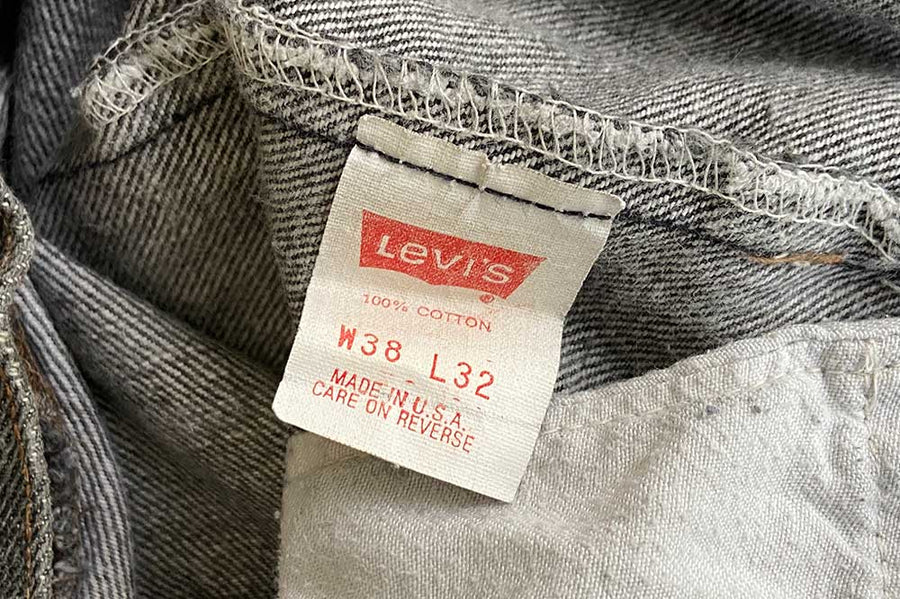 Levi's
®
100% COTTON
W38 L32
MADE IN U.S.A.
CARE ON REVERSE